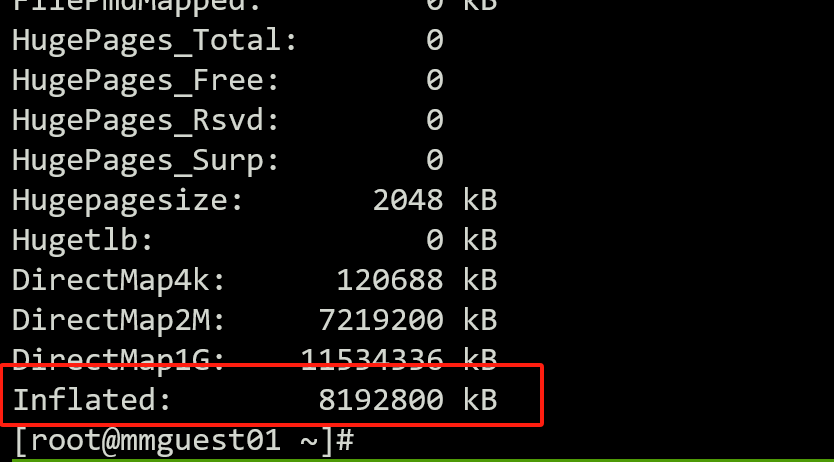 FilePmdMapped: 0 kB
HugePages_Total: 0
HugePages_Free: 0
HugePages_Rsvd: 0
HugePages_Surp: 0
Hugepagesize: 2048 kB
Hugetlb: 0 kB
DirectMap4k: 120688 kB
DirectMap2M: 7219200 kB
DirectMap1G: 11534336 kB
Inflated: 8192800 kB
[root@mmguest01 ~]#